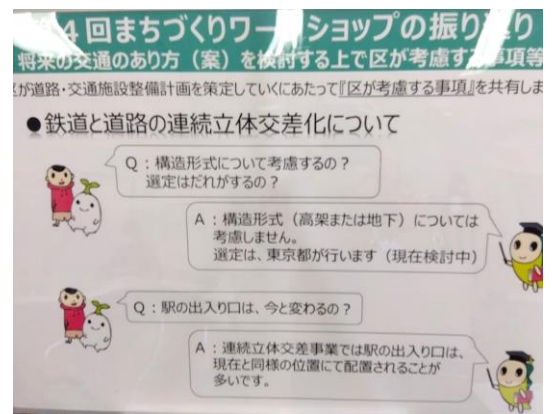 4回まちづくりワークショップの振り返り
将来の交通のあり方（案）を検討する上で区が考慮する事項等
が道路・交通施設整備計画を策定していくにあたって『区が考慮する事項』を共有しま
●鉄道と道路の連続立体交差化について
Q：構造形式について考慮するの？
選定はだれがするの？
A：構造形式（高架または地下）については
考慮しません。
選定は、東京都が行います（現在検討中）
Q：駅の出入り口は、今と変わるの？
A：連続立体交差事業では駅の出入り口は、
現在と同様の位置にて配置されることが
多いです。